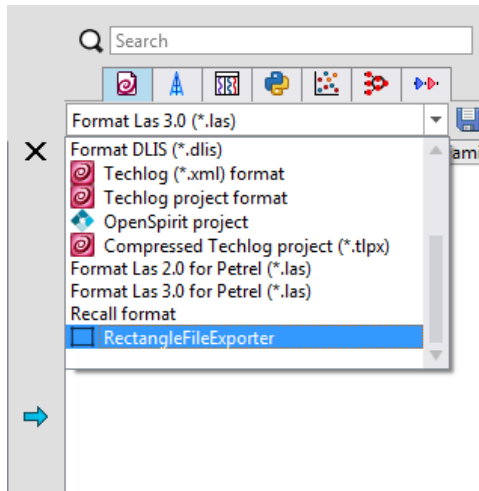 Search
Format Las 3.0 (*.las)
ami
Format DLIS (*.dlis)
Techlog (*.xml) format
Techlog project format
OpenSpirit project
Compressed Techlog project (*.tlpx)
Format Las 2.0 for Petrel (*.las)
Format Las 3.0 for Petrel (*.las)
Recall format
RectangleFileExporter